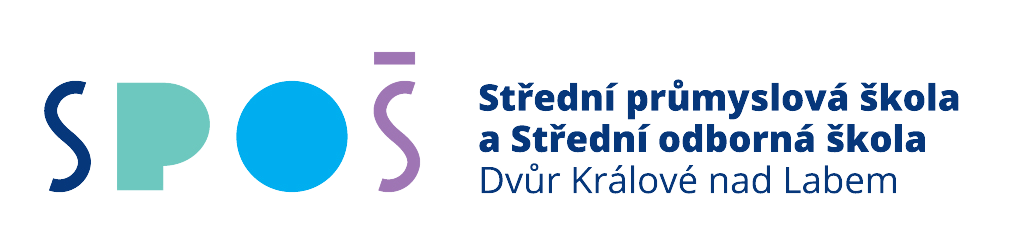 SPOŠ
Střední průmyslová škola
a Střední odborná škola
Dvůr Králové nad Labem